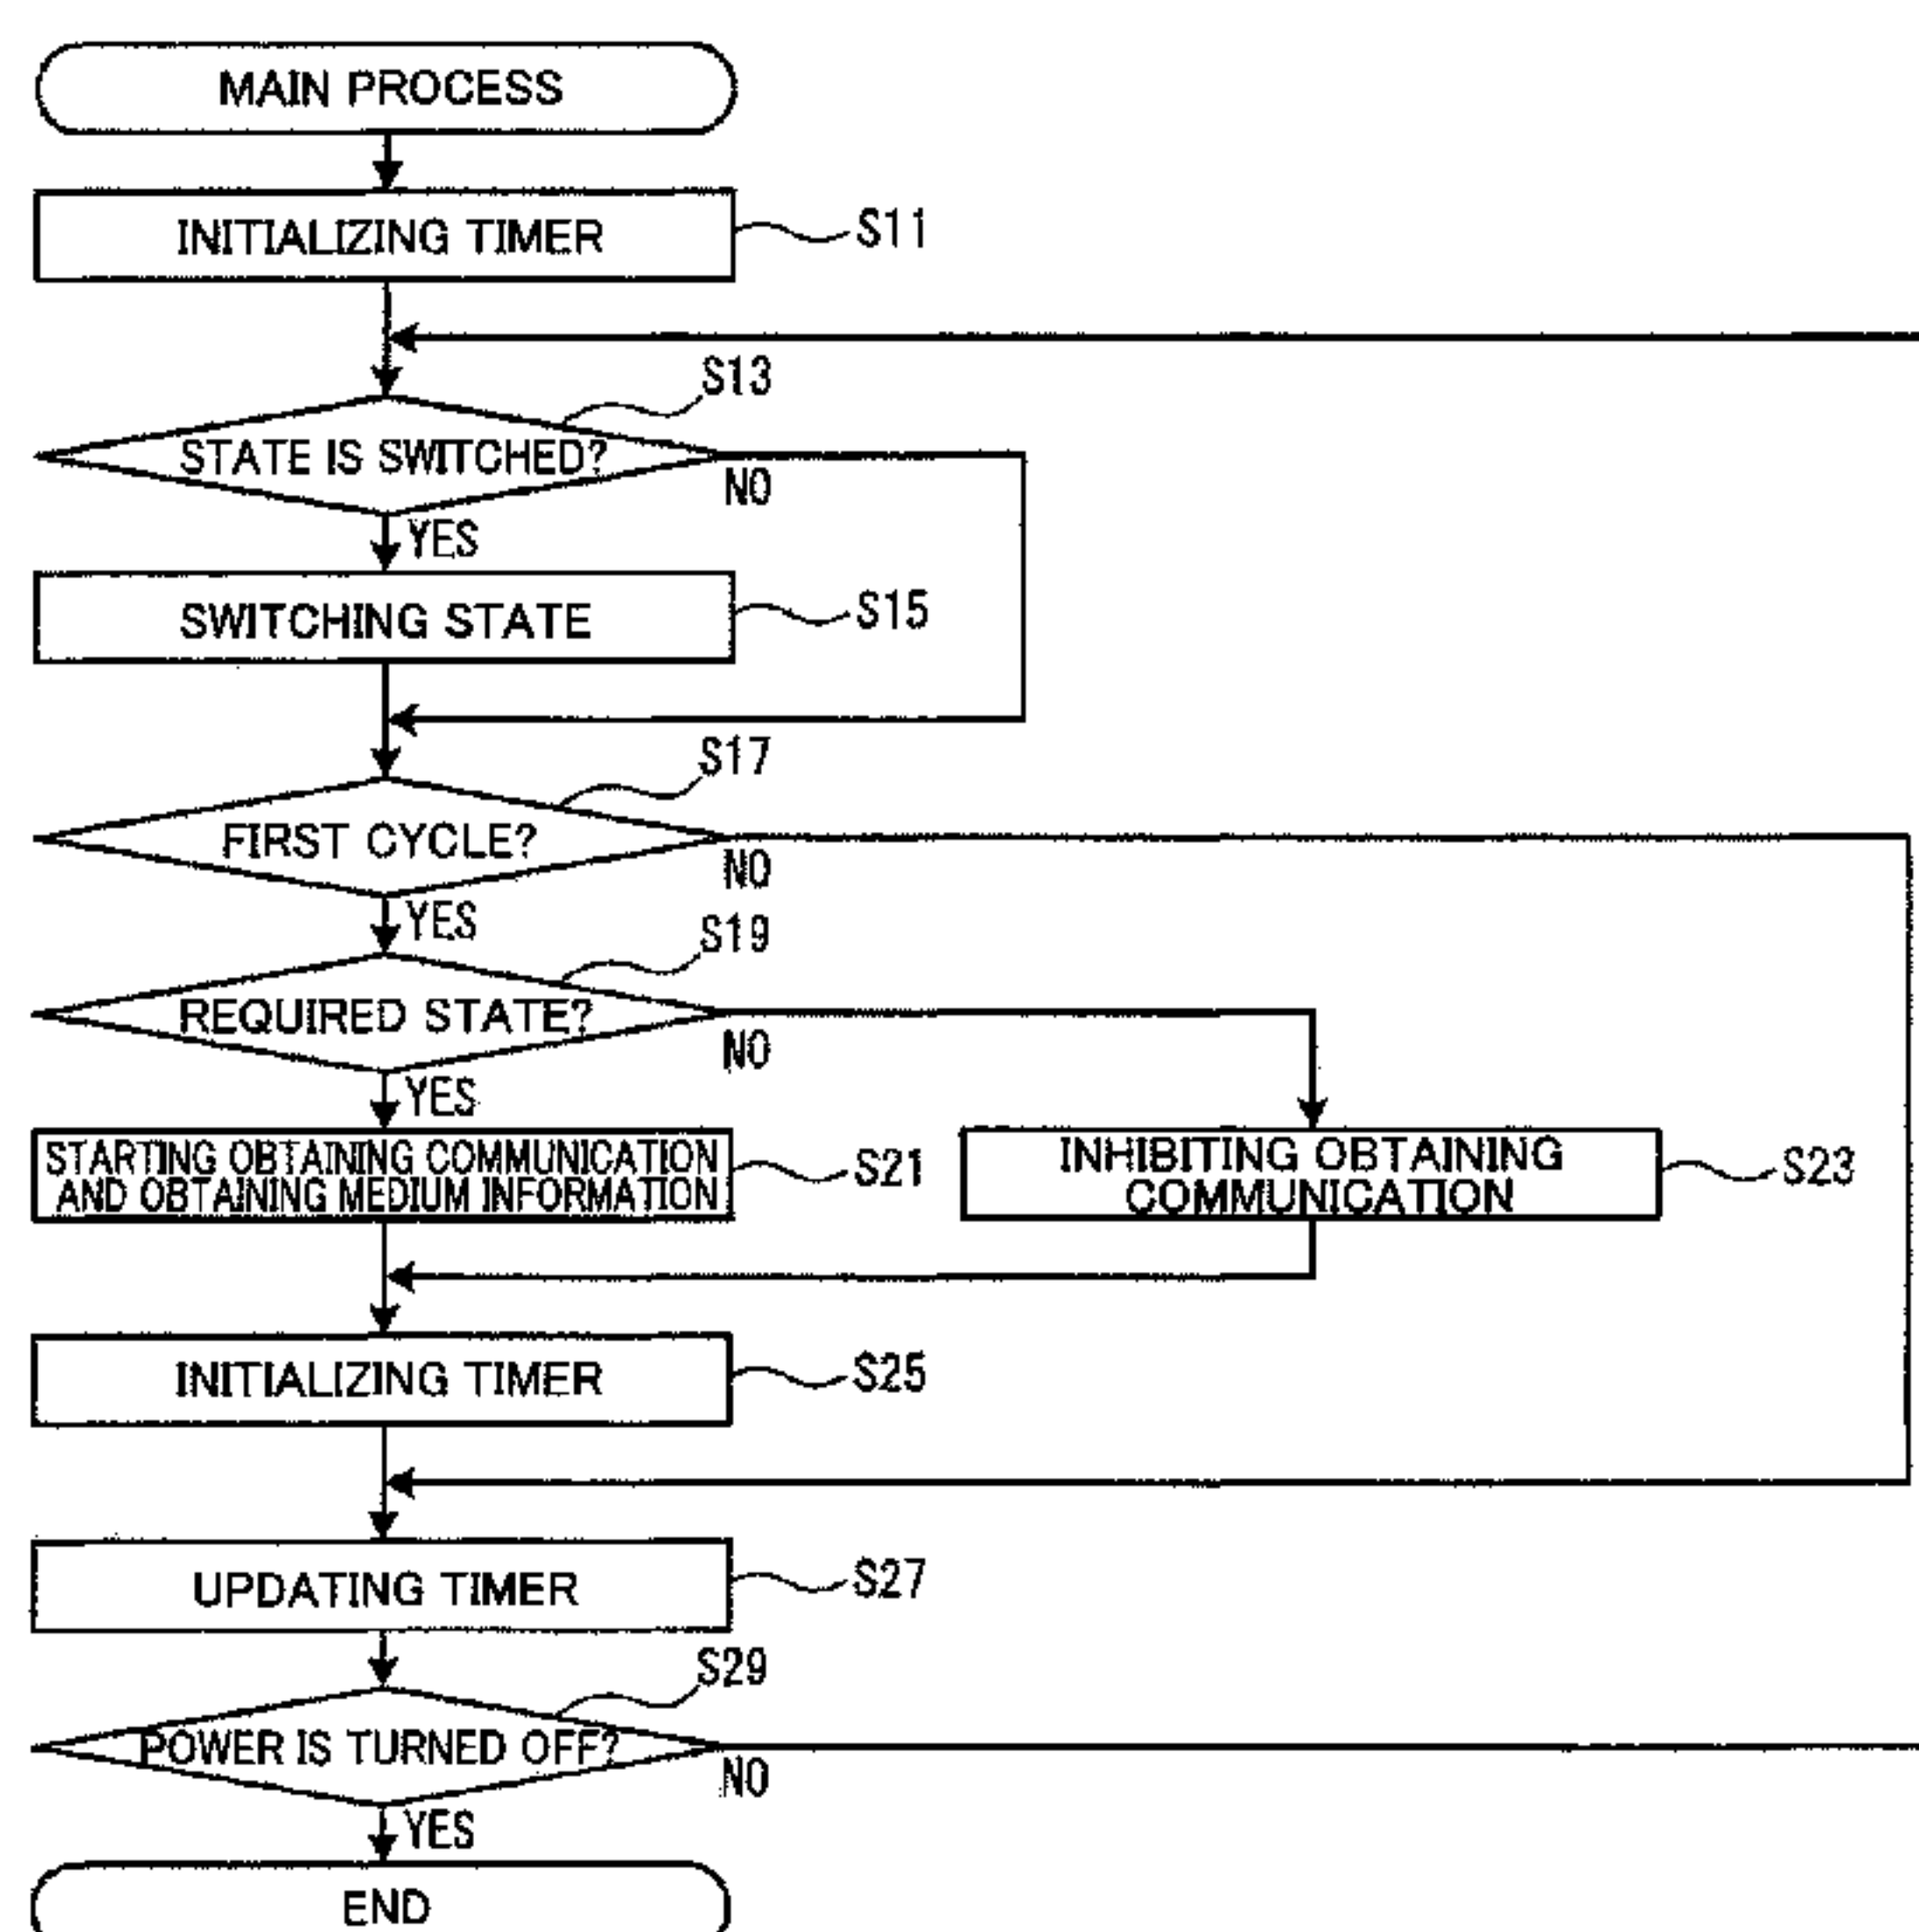 MAIN PROCESS
INITIALIZING TIMER
S11
S13
STATE IS SWITCHED?
NO
YES
SWITCHING STATE
S15
S17
FIRST CYCLE?
NO
YES
S19
REQUIRED STATE?
NO
YES
STARTING OBTAINING COMMUNICATION
AND OBTAINING MEDIUM INFORMATION
S21
INHIBITING OBTAINING
COMMUNICATION
S23
INITIALIZING TIMER
S25
UPDATING TIMER
S27
S29
POWER IS TURNED OFF?
NO
YES
END